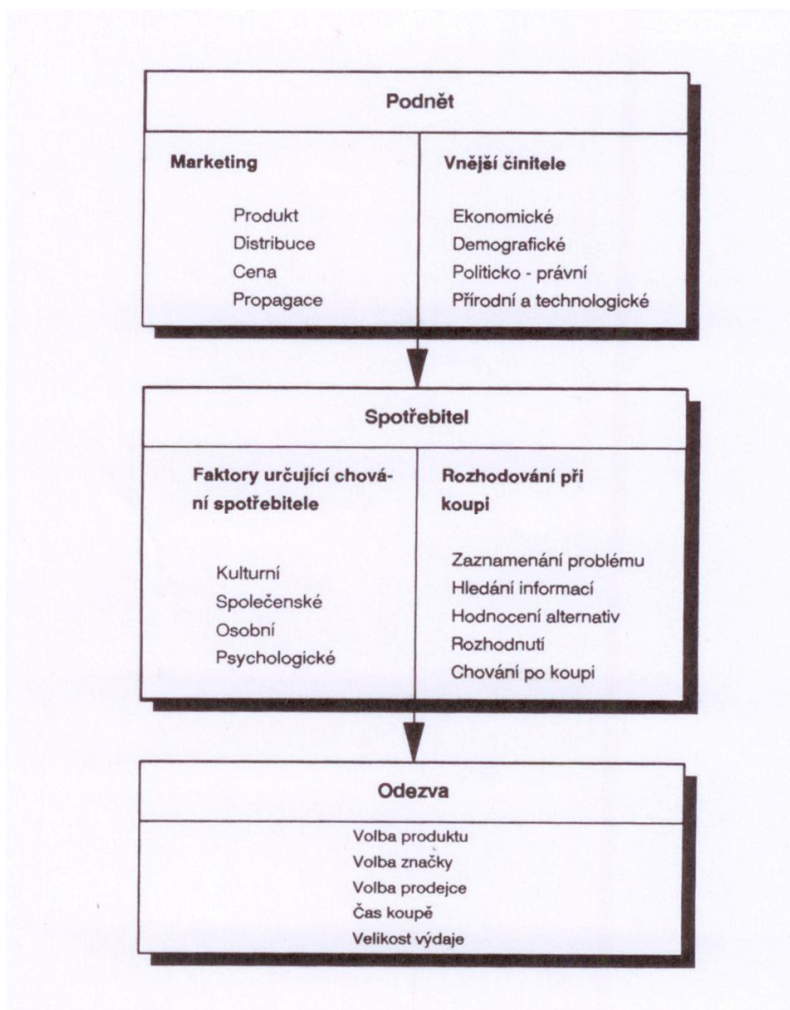 Podnět
Marketing
Produkt
Distribuce
Cena
Propagace
Vnější činitele
Ekonomické
Demografické
Politicko - právní
Přírodní a technologické
Spotřebitel
Faktory určující chová-
ní spotřebitele
Kulturní
Společenské
Osobní
Psychologické
Rozhodování při
koupi
Zaznamenání problému
Hledání informací
Hodnocení alternativ
Rozhodnutí
Chování po koupi
Odezva
Volba produktu
Volba značky
Volba prodejce
Čas koupě
Velikost výdaje